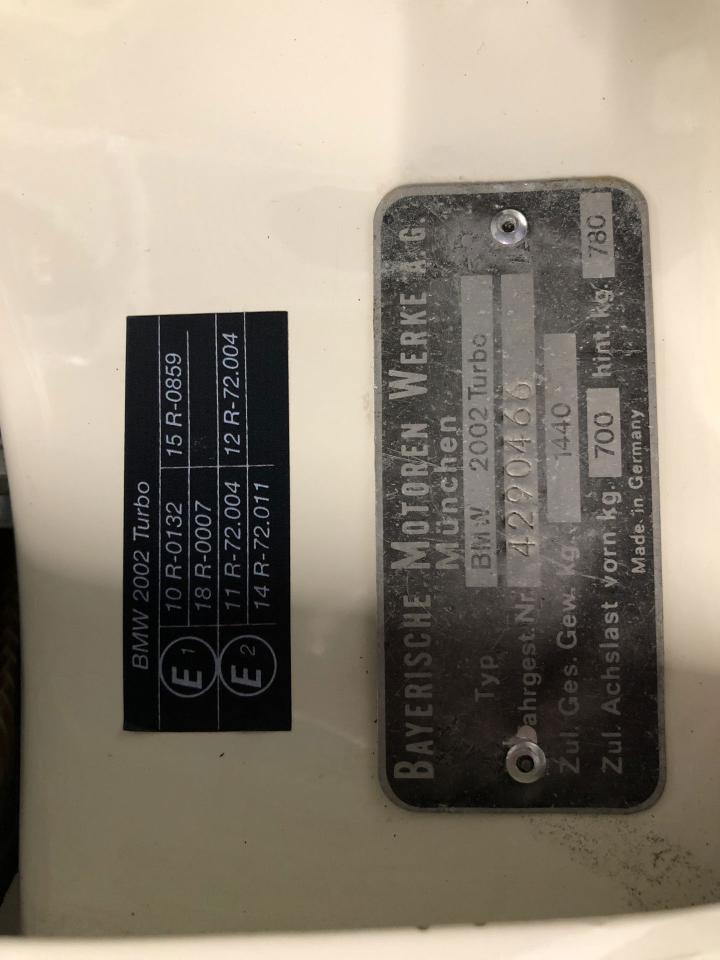 BMW 2002 Turbo
E 1 10 R-0132 15 R-0859
18 R-0007
E 2 11 R-72.004 12 R-72.004
14 R-72.011
BAYERISCHE MOTOREN WERKE A.G.
München
Typ BMW 2002 Turbo
Fahrgest.Nr. 4290466
Zul. Ges. Gew. kg. 1440
Zul. Achslast vorn kg. 700 hint. kg. 780
Made in Germany